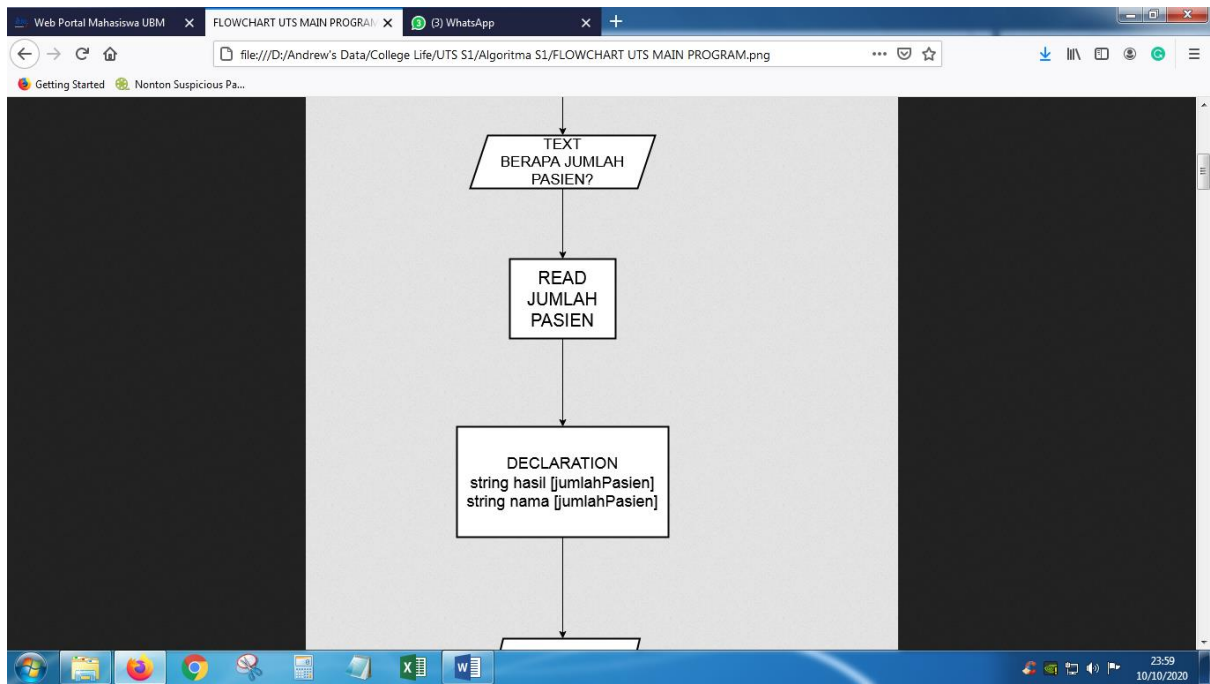 Web Portal Mahasiswa UBM
FLOWCHART UTS MAIN PROGRAM
(3) WhatsApp
file:///D:/Andrew's Data/College Life/UTS S1/Algoritma S1/FLOWCHART UTS MAIN PROGRAM.png
Getting Started
Nonton Suspicious Pa...
TEXT
BERAPA JUMLAH
PASIEN?
READ
JUMLAH
PASIEN
DECLARATION
string hasil [jumlahPasien]
string nama [jumlahPasien]
23:59
10/10/2020